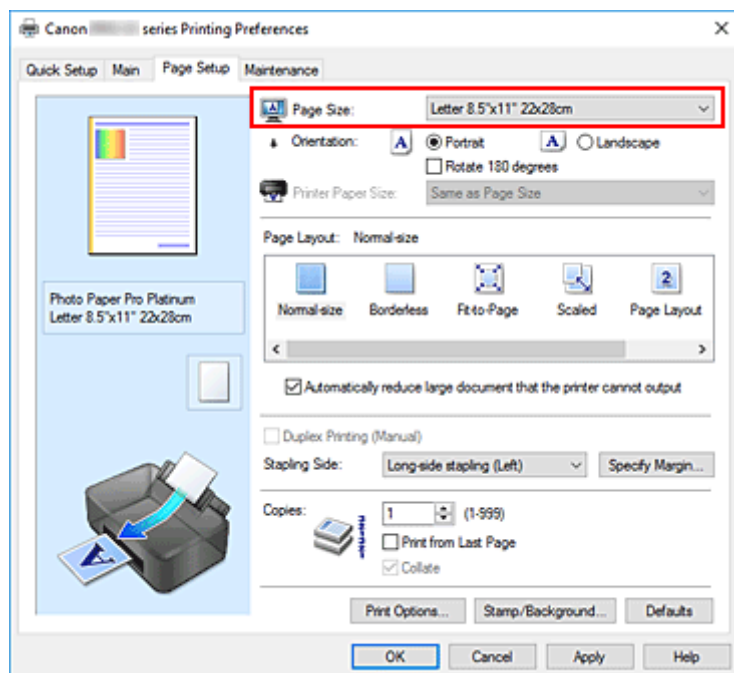 Canon series Printing Preferences
Quick Setup Main Page Setup Maintenance
Page Size: Letter 8.5"x11" 22x28cm
Orientation: A Portrait A Landscape
Rotate 180 degrees
Printer Paper Size: Same as Page Size
Page Layout: Normal-size
Normal-size Borderless Fit-to-Page Scaled Page Layout
Photo Paper Pro Platinum
Letter 8.5"x11" 22x28cm
Automatically reduce large document that the printer cannot output
Duplex Printing (Manual)
Stapling Side: Long-side stapling (Left) Specify Margin...
Copies: 1 (1-999)
Print from Last Page
Collate
Print Options... Stamp/Background... Defaults
OK Cancel Apply Help